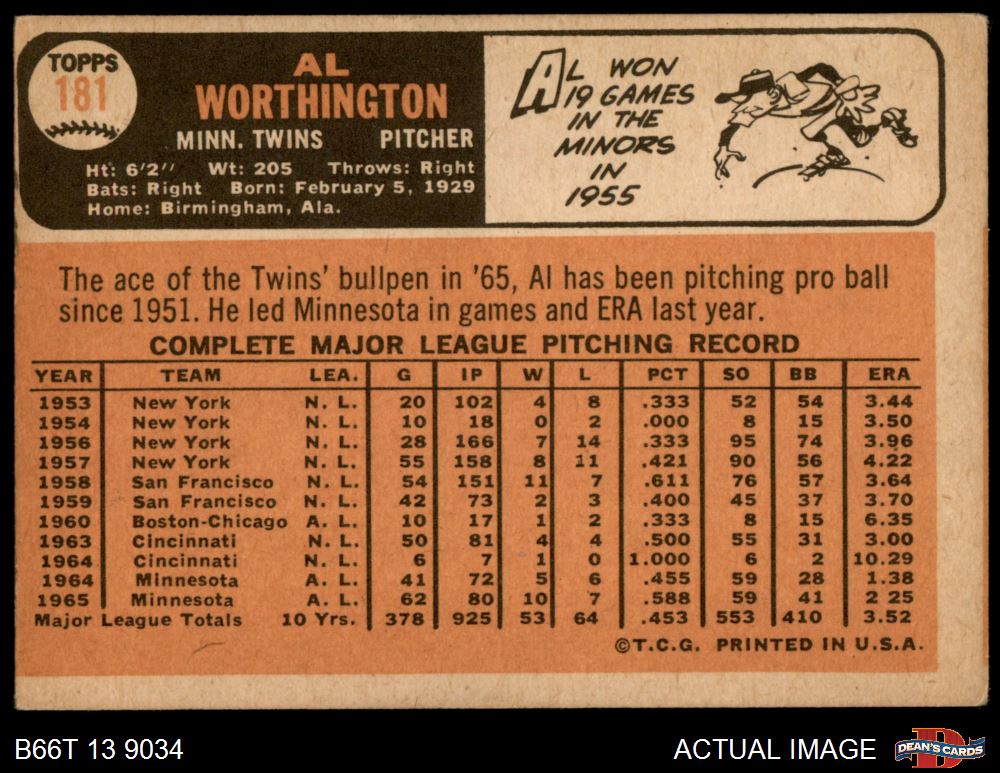 TOPPS
181
AL
WORTHINGTON
MINN. TWINS PITCHER
Ht: 6'2" Wt: 205 Throws: Right
Bats: Right Born: February 5, 1929
Home: Birmingham, Ala.
AL WON
19 GAMES
IN THE
MINORS
IN
1955
The ace of the Twins' bullpen in '65, Al has been pitching pro ball
since 1951. He led Minnesota in games and ERA last year.
COMPLETE MAJOR LEAGUE PITCHING RECORD
YEAR TEAM LEA. G IP W L PCT SO BB ERA
1953 New York N. L. 20 102 4 8 .333 52 54 3.44
1954 New York N. L. 10 18 0 2 .000 8 15 3.50
1956 New York N. L. 28 166 7 14 .333 95 74 3.96
1957 New York N. L. 55 158 8 11 .421 90 56 4.22
1958 San Francisco N. L. 54 151 11 7 .611 76 57 3.64
1959 San Francisco N. L. 42 73 2 3 .400 45 37 3.70
1960 Boston-Chicago A. L. 10 17 1 2 .333 8 15 6.35
1963 Cincinnati N. L. 50 81 4 4 .500 55 31 3.00
1964 Cincinnati N. L. 6 7 1 0 1.000 6 2 10.29
1964 Minnesota A. L. 41 72 5 6 .455 59 28 1.38
1965 Minnesota A. L. 62 80 10 7 .588 59 41 2 25
Major League Totals 10 Yrs. 378 925 53 64 .453 553 410 3.52
©T.C.G. PRINTED IN U.S.A.
B66T 13 9034 ACTUAL IMAGE DEAN'S CARDS